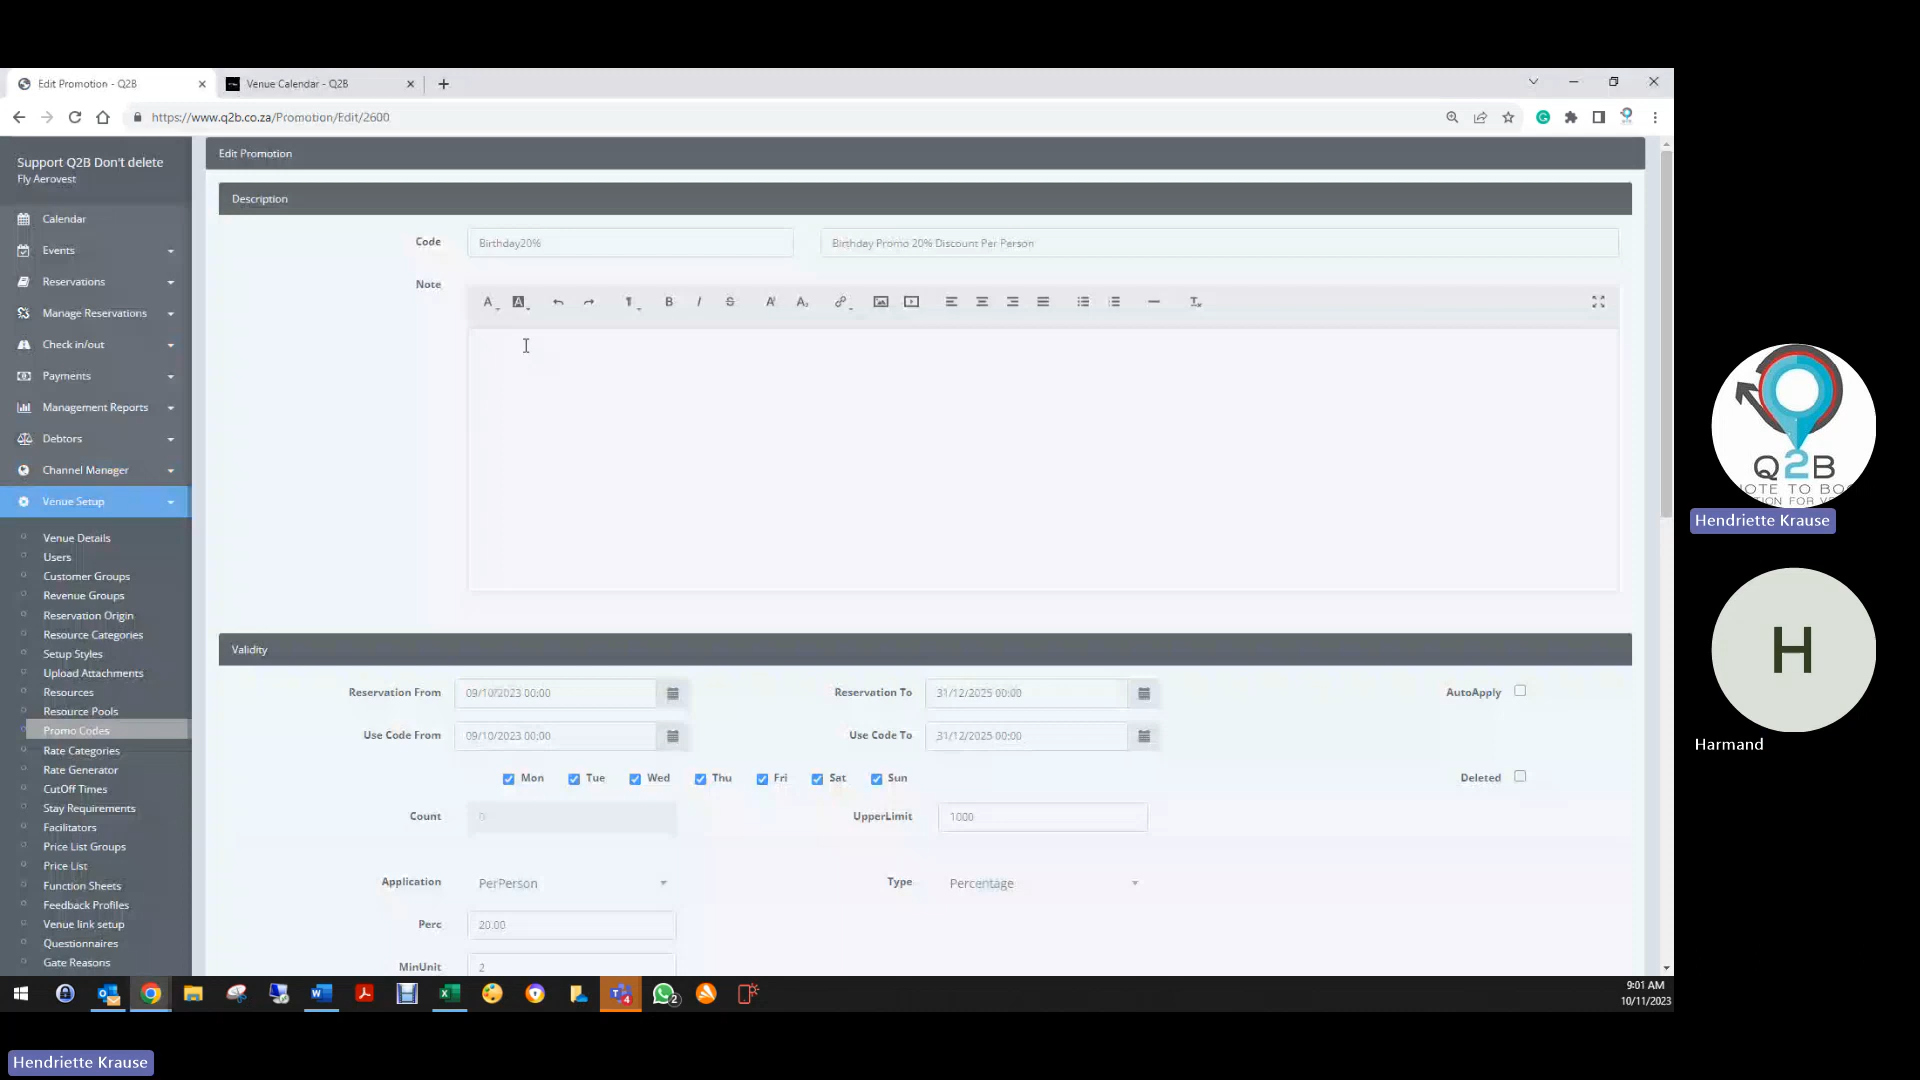 Edit Promotion - Q2B
Venue Calendar - Q2B
https://www.q2b.co.za/Promotion/Edit/2600
Support Q2B Don't delete
Fly Aerovest
Calendar
Events
Reservations
Manage Reservations
Check in/out
Payments
Management Reports
Debtors
Channel Manager
Venue Setup
Venue Details
Users
Customer Groups
Revenue Groups
Reservation Origin
Resource Categories
Setup Styles
Upload Attachments
Resources
Resource Pools
Promo Codes
Rate Categories
Rate Generator
CutOff Times
Stay Requirements
Facilitators
Price List Groups
Price List
Function Sheets
Feedback Profiles
Venue link setup
Questionnaires
Gate Reasons
Edit Promotion
Description
Code Birthday20% Birthday Promo 20% Discount Per Person
Note
Validity
Reservation From 09/10/2023 00:00 Reservation To 31/12/2025 00:00 AutoApply
Use Code From 09/10/2023 00:00 Use Code To 31/12/2025 00:00
Mon Tue Wed Thu Fri Sat Sun Deleted
Count 0 UpperLimit 1000
Application PerPerson Type Percentage
Perc 20.00
MinUnit 2
9:01 AM
10/11/2023
Q2B
OTE TO BO
TION FOR V
Hendriette Krause
H
Harmand
Hendriette Krause